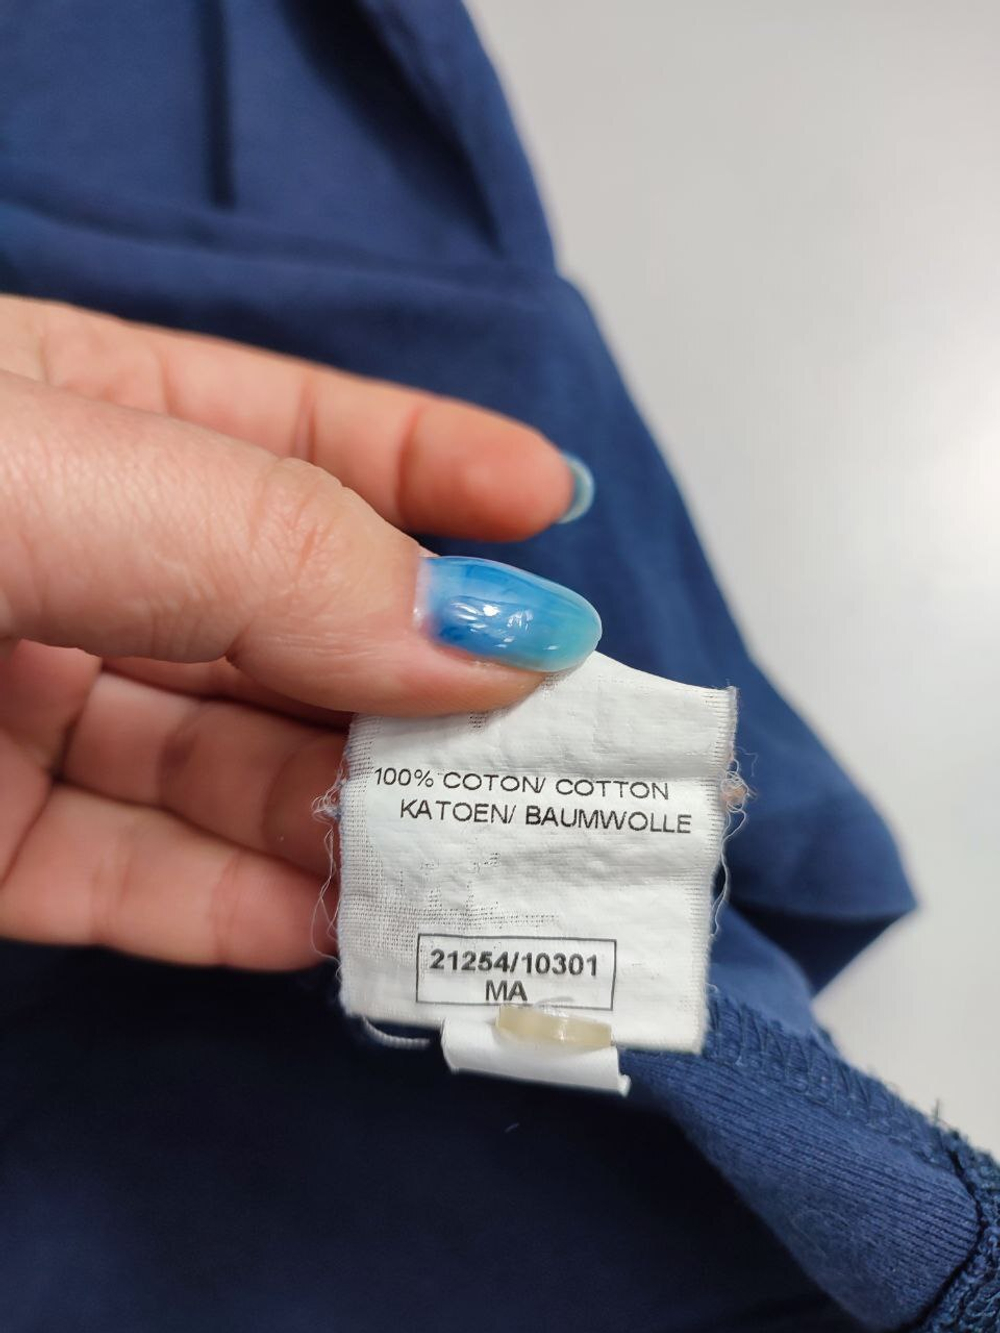 100% COTON/ COTTON
KATOEN/ BAUMWOLLE
21254/10301
MA